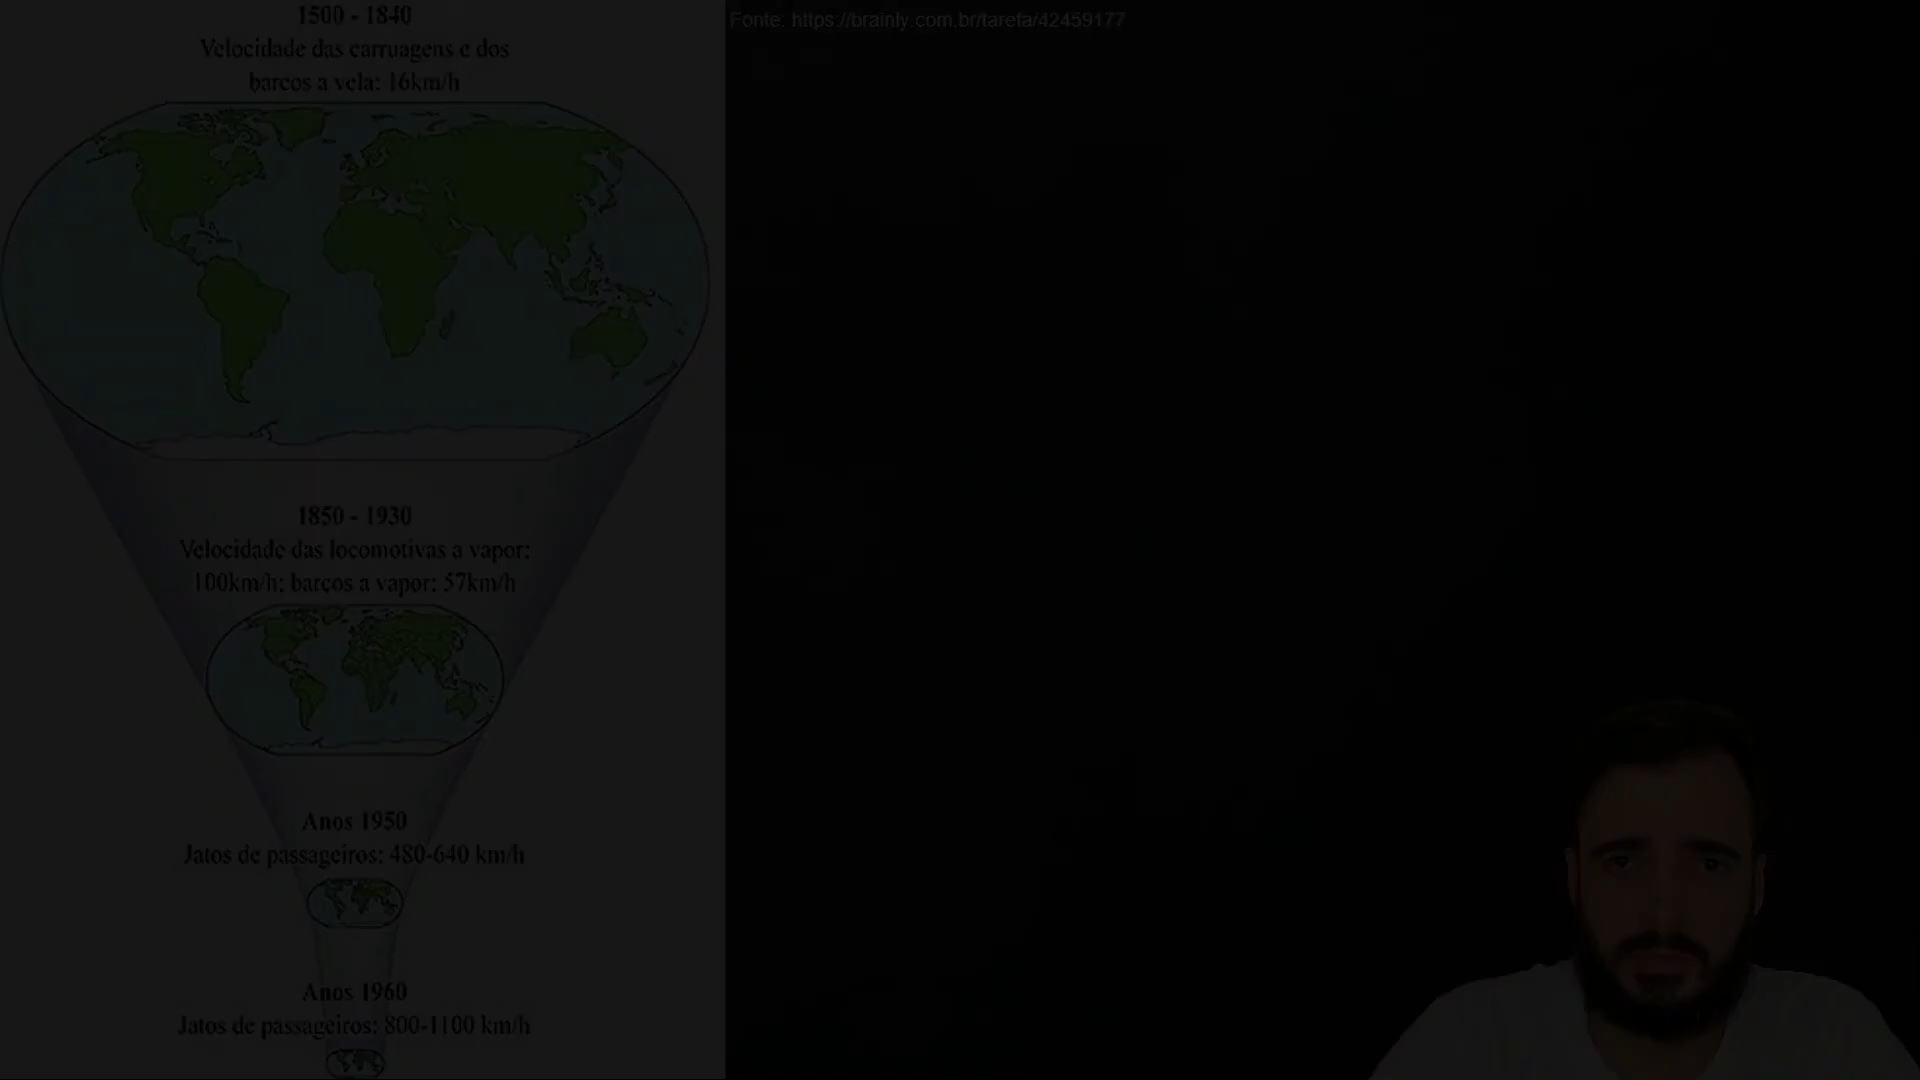 1500 - 1840
Velocidade das carruagens e dos
barcos a vela: 16km/h
Fonte: https://brainly.com.br/tarefa/42459177
1850 - 1930
Velocidade das locomotivas a vapor:
100km/h; barcos a vapor: 57km/h
Anos 1950
Jatos de passageiros: 480-640 km/h
Anos 1960
Jatos de passageiros: 800-1100 km/h